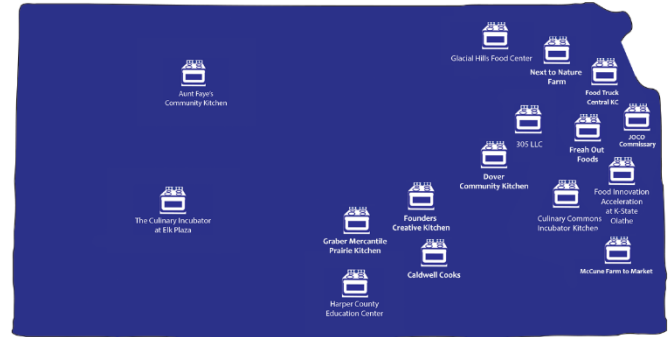 Glacial Hills Food Center
Next to Nature
Farm
Aunt Faye's
Community Kitchen
Food Truck
Central KC
305 LLC
JOCO
Commissary
Freah Out
Foods
Dover
Community Kitchen
Food Innovation
Acceleration
at K-State
Olathe
The Culinary Incubator
at Elk Plaza
Founders
Creative Kitchen
Culinary Commons
Incubator Kitchen
Graber Mercantile
Prairie Kitchen
Caldwell Cooks
McCune Farm to Market
Harper County
Education Center